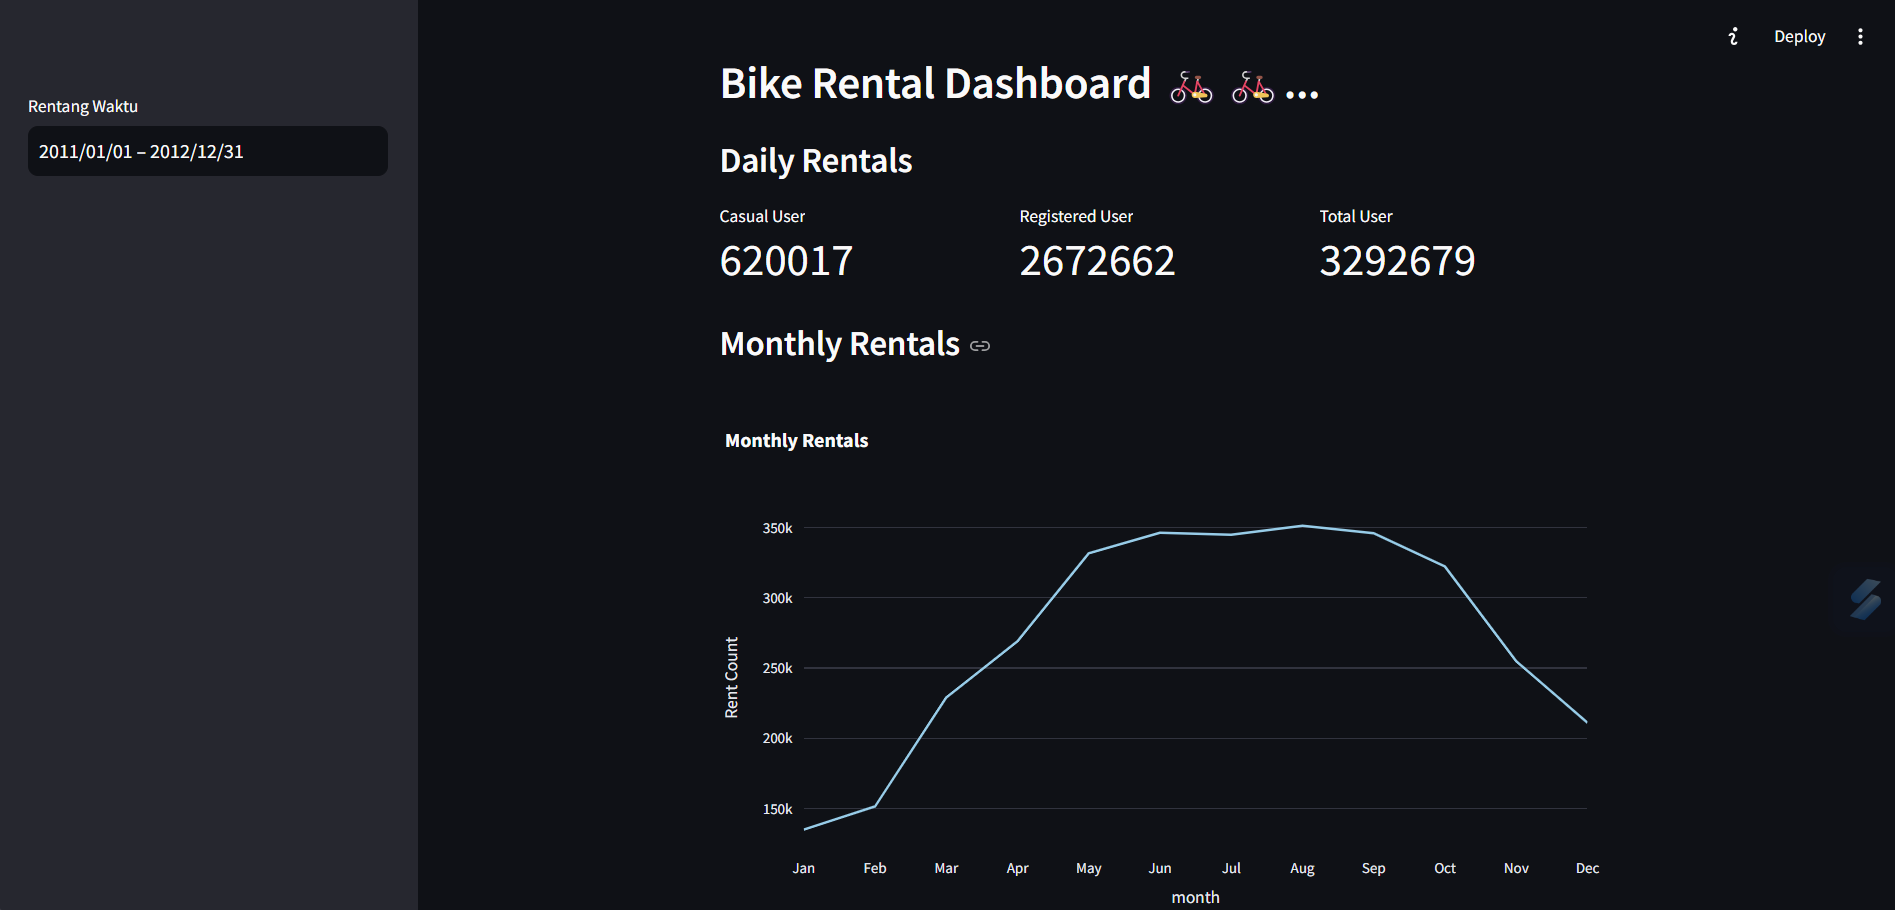 Deploy
Rentang Waktu
2011/01/01 – 2012/12/31
Bike Rental Dashboard 🚲 🚲 ...
Daily Rentals
Casual User
620017
Registered User
2672662
Total User
3292679
Monthly Rentals
Monthly Rentals
Rent Count
350k
300k
250k
200k
150k
Jan Feb Mar Apr May Jun Jul Aug Sep Oct Nov Dec
month